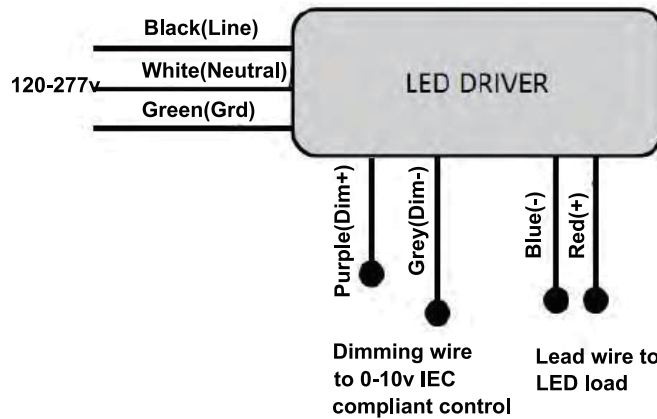 Black(Line)
White(Neutral)
120-277v
Green(Grd)
LED DRIVER
Purple(Dim+)
Grey(Dim-)
Blue(-)
Red(+)
Dimming wire
to 0-10v IEC
compliant control
Lead wire to
LED load